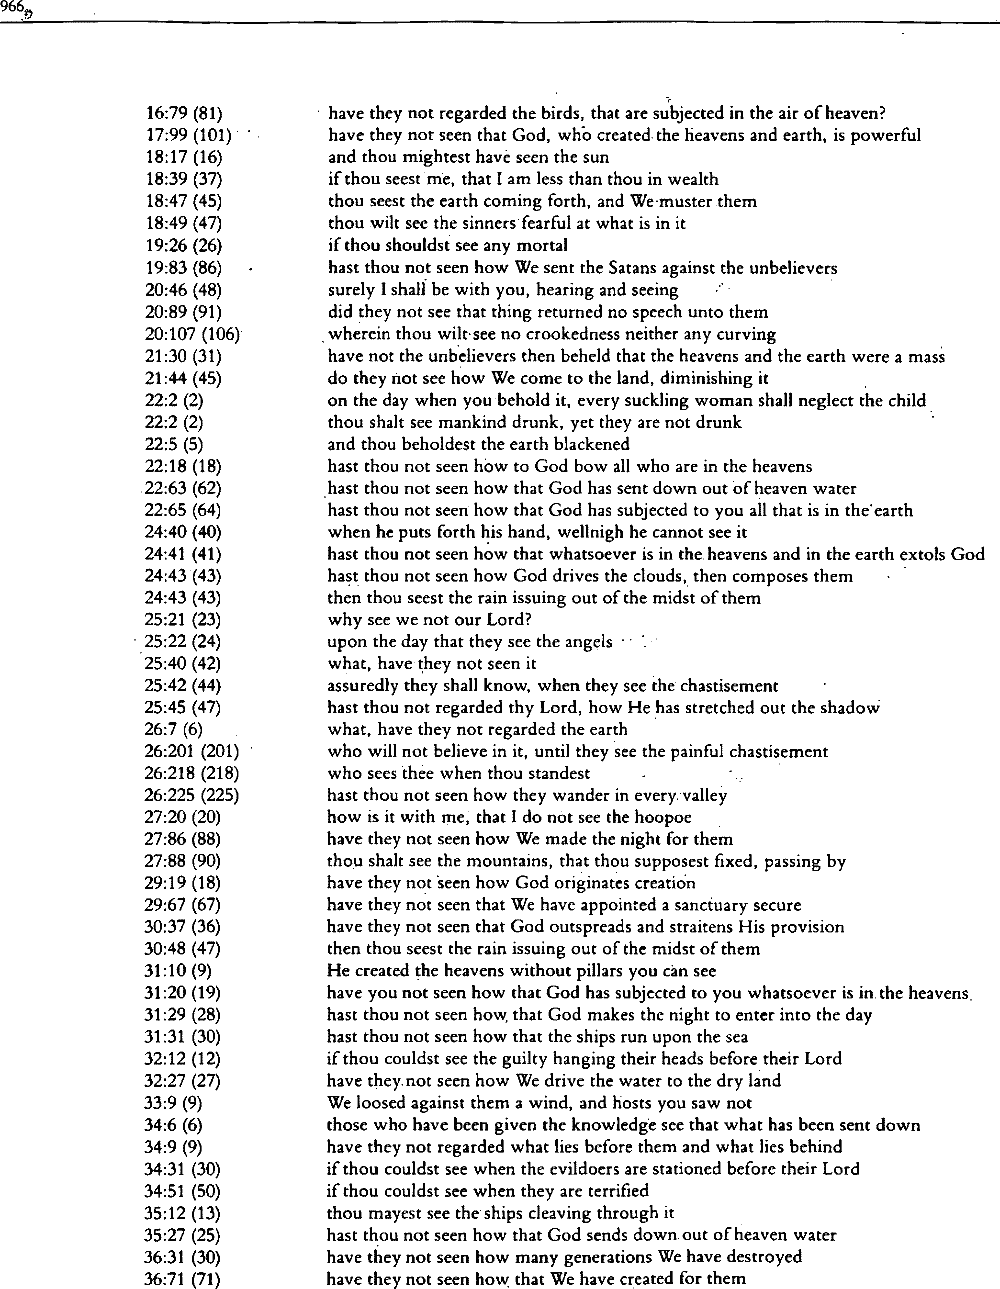 966
16:79 (81) have they not regarded the birds, that are subjected in the air of heaven?
17:99 (101) have they not seen that God, who created the heavens and earth, is powerful
18:17 (16) and thou mightest have seen the sun
18:39 (37) if thou seest me, that I am less than thou in wealth
18:47 (45) thou seest the earth coming forth, and We muster them
18:49 (47) thou wilt see the sinners fearful at what is in it
19:26 (26) if thou shouldst see any mortal
19:83 (86) hast thou not seen how We sent the Satans against the unbelievers
20:46 (48) surely I shall be with you, hearing and seeing
20:89 (91) did they not see that thing returned no speech unto them
20:107 (106) wherein thou wilt see no crookedness neither any curving
21:30 (31) have not the unbelievers then beheld that the heavens and the earth were a mass
21:44 (45) do they not see how We come to the land, diminishing it
22:2 (2) on the day when you behold it, every suckling woman shall neglect the child
22:2 (2) thou shalt see mankind drunk, yet they are not drunk
22:5 (5) and thou beholdest the earth blackened
22:18 (18) hast thou not seen how to God bow all who are in the heavens
22:63 (62) hast thou not seen how that God has sent down out of heaven water
22:65 (64) hast thou not seen how that God has subjected to you all that is in the earth
24:40 (40) when he puts forth his hand, wellnigh he cannot see it
24:41 (41) hast thou not seen how that whatsoever is in the heavens and in the earth extols God
24:43 (43) hast thou not seen how God drives the clouds, then composes them
24:43 (43) then thou seest the rain issuing out of the midst of them
25:21 (23) why see we not our Lord?
25:22 (24) upon the day that they see the angels
25:40 (42) what, have they not seen it
25:42 (44) assuredly they shall know, when they see the chastisement
25:45 (47) hast thou not regarded thy Lord, how He has stretched out the shadow
26:7 (6) what, have they not regarded the earth
26:201 (201) who will not believe in it, until they see the painful chastisement
26:218 (218) who sees thee when thou standest
26:225 (225) hast thou not seen how they wander in every valley
27:20 (20) how is it with me, that I do not see the hoopoe
27:86 (88) have they not seen how We made the night for them
27:88 (90) thou shalt see the mountains, that thou supposest fixed, passing by
29:19 (18) have they not seen how God originates creation
29:67 (67) have they not seen that We have appointed a sanctuary secure
30:37 (36) have they not seen that God outspreads and straitens His provision
30:48 (47) then thou seest the rain issuing out of the midst of them
31:10 (9) He created the heavens without pillars you can see
31:20 (19) have you not seen how that God has subjected to you whatsoever is in the heavens
31:29 (28) hast thou not seen how that God makes the night to enter into the day
31:31 (30) hast thou not seen how that the ships run upon the sea
32:12 (12) if thou couldst see the guilty hanging their heads before their Lord
32:27 (27) have they not seen how We drive the water to the dry land
33:9 (9) We loosed against them a wind, and hosts you saw not
34:6 (6) those who have been given the knowledge see that what has been sent down
34:9 (9) have they not regarded what lies before them and what lies behind
34:31 (30) if thou couldst see when the evildoers are stationed before their Lord
34:51 (50) if thou couldst see when they are terrified
35:12 (13) thou mayest see the ships cleaving through it
35:27 (25) hast thou not seen how that God sends down out of heaven water
36:31 (30) have they not seen how many generations We have destroyed
36:71 (71) have they not seen how that We have created for them